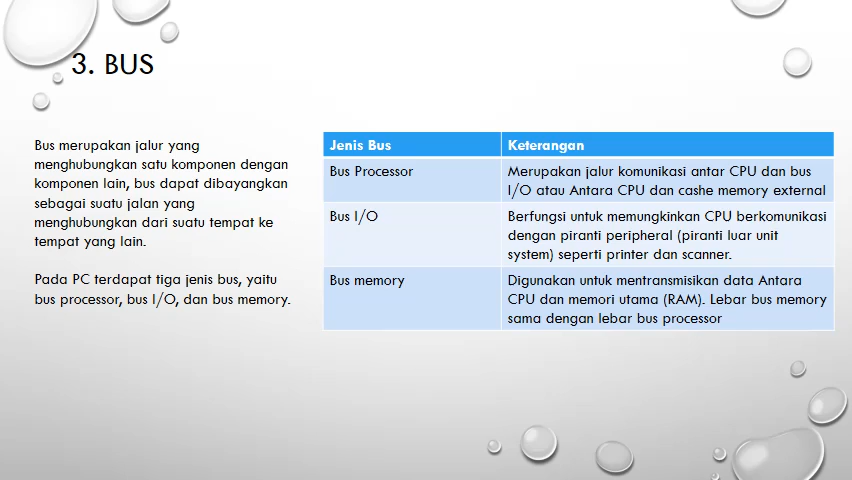 3. BUS
Bus merupakan jalur yang
menghubungkan satu komponen dengan
komponen lain, bus dapat dibayangkan
sebagai suatu jalan yang
menghubungkan dari suatu tempat ke
tempat yang lain.
Pada PC terdapat tiga jenis bus, yaitu
bus processor, bus I/O, dan bus memory.
Jenis Bus
Keterangan
Bus Processor
Merupakan jalur komunikasi antar CPU dan bus
I/O atau Antara CPU dan cashe memory external
Bus I/O
Berfungsi untuk memungkinkan CPU berkomunikasi
dengan piranti peripheral (piranti luar unit
system) seperti printer dan scanner.
Bus memory
Digunakan untuk mentransmisikan data Antara
CPU dan memori utama (RAM). Lebar bus memory
sama dengan lebar bus processor